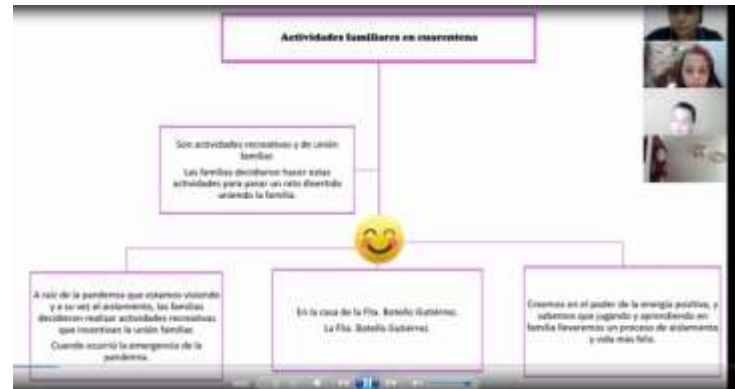 Actividades familiares en cuarentena
Son actividades recreativas y de unión
familiar.
Las familias decidieron hacer estas
actividades para pasar un rato divertido
uniendo la familia.
A raíz de la pandemia que estamos viviendo
y a su vez el aislamiento, las familias
decidieron realizar actividades recreativas
que incentivan la unión familiar.
Cuando ocurrió la emergencia de la
pandemia.
En la casa de la Flia. Botello Gutiérrez.
La Flia. Botello Gutiérrez.
Creemos en el poder de la energía positiva, y
sabemos que jugando y aprendiendo en
familia llevaremos un proceso de aislamiento
y vida más feliz.